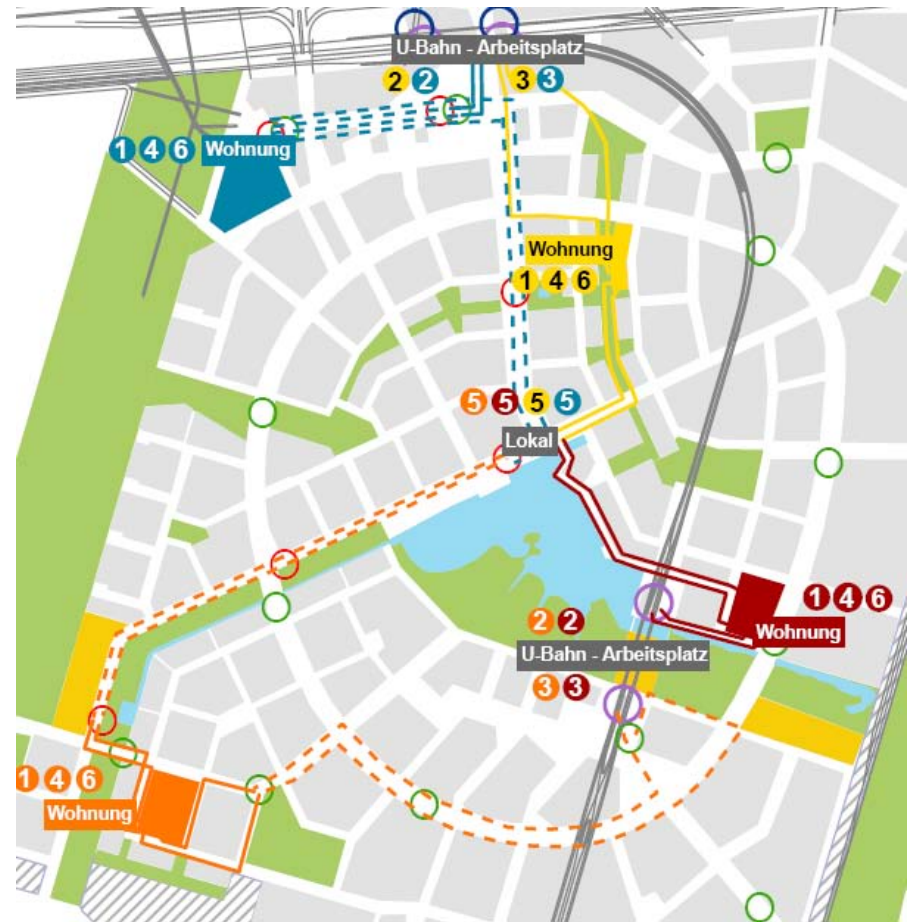 U-Bahn - Arbeitsplatz
2 2 3 3
1 4 6 Wohnung
Wohnung
1 4 6
5 5 5 5
Lokal
1 4 6
Wohnung
2 2
U-Bahn - Arbeitsplatz
3 3
1 4 6
Wohnung